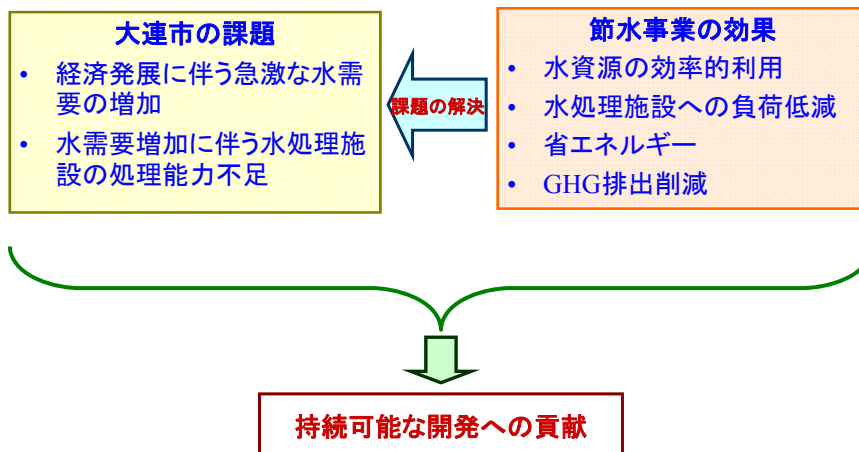 大連市の課題
• 経済発展に伴う急激な水需
要の増加
• 水需要増加に伴う水処理施
設の処理能力不足
課題の解決
節水事業の効果
• 水資源の効率的利用
• 水処理施設への負荷低減
• 省エネルギー
• GHG排出削減
持続可能な開発への貢献